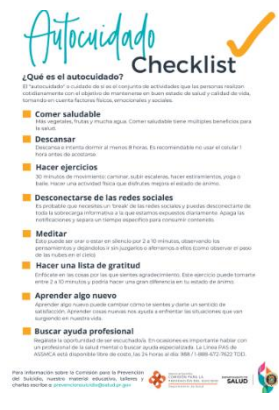 Autocuidado
Checklist
¿Qué es el autocuidado?
El "autocuidado" o cuidado de sí es el conjunto de actividades que las personas realizan
cotidianamente con el objetivo de mantenerse en buen estado de salud y calidad de vida,
tomando en cuenta factores físicos, emocionales y sociales.
Comer saludable
Más vegetales, frutas y mucha agua. Comer saludable tiene múltiples beneficios para
la salud.
Descansar
Descansa e intenta dormir al menos 8 horas. Es recomendable no usar el celular 1
hora antes de acostarse.
Hacer ejercicios
30 minutos de movimiento: caminar, subir escaleras, hacer estiramientos, yoga o
baile. Hacer una actividad física que disfrutes mejora el estado de ánimo.
Desconectarse de las redes sociales
Es probable que necesites un "break" de las redes sociales y puedas desconectarte de
toda la sobrecarga informativa a la que estamos expuestos diariamente. Apaga las
notificaciones y separa un tiempo específico para consumir contenido.
Meditar
Esto puede ser orar o estar en silencio por 2 a 10 minutos, observando los
pensamientos y dejándolos ir sin juzgarlos o aferrarnos a ellos (como observar el paso
de las nubes en el cielo).
Hacer una lista de gratitud
Enfócate en las cosas por las que sientes agradecimiento. Este ejercicio puede tomarte
entre 2 a 10 minutos y podría hacer una gran diferencia en tu estado de ánimo.
Aprender algo nuevo
Aprender algo nuevo puede cambiar cómo te sientes y darte un sentido de
satisfacción. Aprender cosas nuevas nos ayuda a enfrentar las situaciones que van
surgiendo en nuestra vida.
Buscar ayuda profesional
Regálate la oportunidad de ser escuchado/a. En ocasiones es importante hablar con
un profesional de la salud mental o buscar ayuda especializada. La Línea PAS de
ASSMCA está disponible libre de costo, las 24 horas al día: 988 / 1-888-672-7622 TDD.
Para información sobre la Comisión para la Prevención
del Suicidio, nuestro material educativo, talleres y
charlas escribe a: prevencionsuicidio@salud.pr.gov
COMISIÓN PARA LA
PREVENCIÓN DEL SUICIDIO
DEPARTAMENTO DE
SALUD